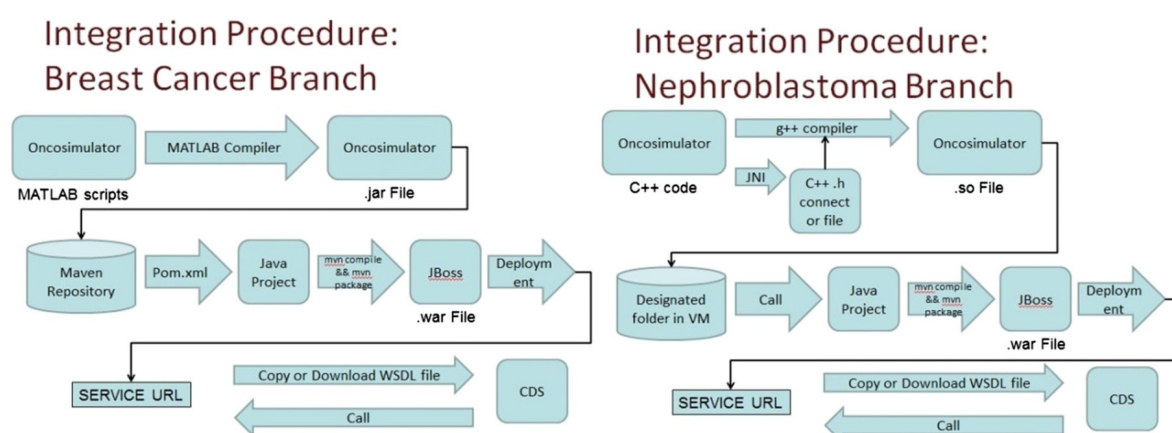 Integration Procedure:
Breast Cancer Branch
Oncosimulator
MATLAB Compiler
Oncosimulator
MATLAB scripts
.jar File
Maven
Repository
Pom.xml
Java
Project
mvn compile
&& mvn
package
JBoss
Deploym
ent
.war File
SERVICE URL
Copy or Download WSDL file
Call
CDS
Integration Procedure:
Nephroblastoma Branch
Oncosimulator
g++ compiler
Oncosimulator
C++ code
JNI
C++ .h
connect
or file
.so File
Designated
folder in VM
Call
Java
Project
mvn compile
&& mvn
package
JBoss
Deploym
ent
.war File
SERVICE URL
Copy or Download WSDL file
Call
CDS